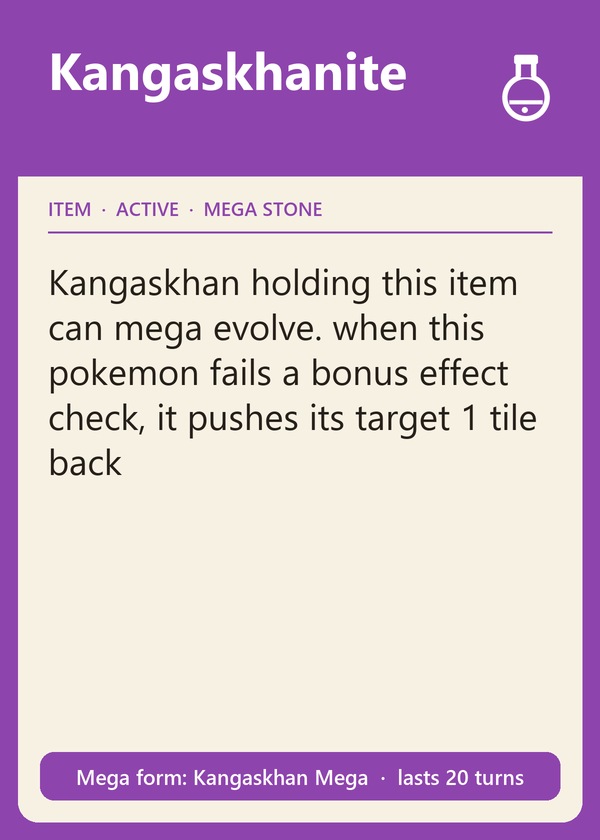 Kangaskhanite
ITEM · ACTIVE · MEGA STONE
Kangaskhan holding this item
can mega evolve. when this
pokemon fails a bonus effect
check, it pushes its target 1 tile
back
Mega form: Kangaskhan Mega · lasts 20 turns